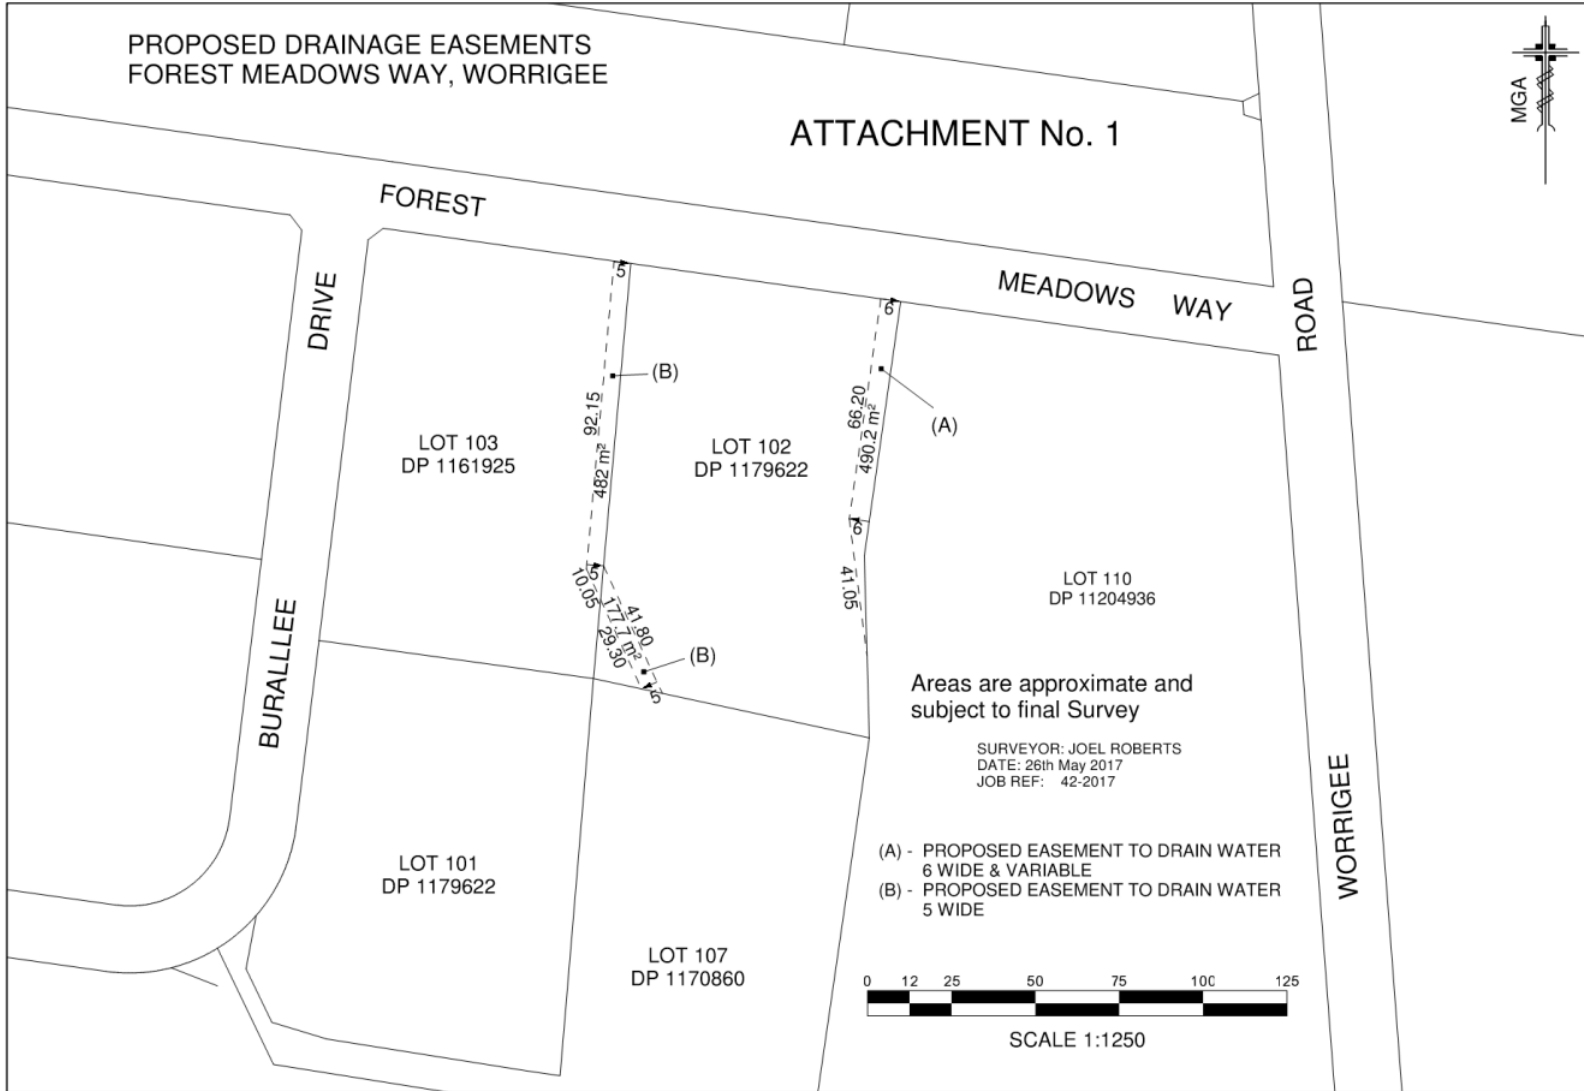 PROPOSED DRAINAGE EASEMENTS
FOREST MEADOWS WAY, WORRIGEE
ATTACHMENT No. 1
MGA
FOREST
MEADOWS WAY
DRIVE
ROAD
5
6
(B)
(A)
92.15
482 m²
66.20
490.2 m²
LOT 103
DP 1161925
LOT 102
DP 1179622
6
5
10.05
41.80
177.7 m²
29.30
41.05
(B)
5
LOT 110
DP 11204936
BURALLLEE
Areas are approximate and
subject to final Survey
SURVEYOR: JOEL ROBERTS
DATE: 26th May 2017
JOB REF: 42-2017
WORRIGEE
LOT 101
DP 1179622
(A) - PROPOSED EASEMENT TO DRAIN WATER
6 WIDE & VARIABLE
(B) - PROPOSED EASEMENT TO DRAIN WATER
5 WIDE
LOT 107
DP 1170860
0 12 25 50 75 100 125
SCALE 1:1250